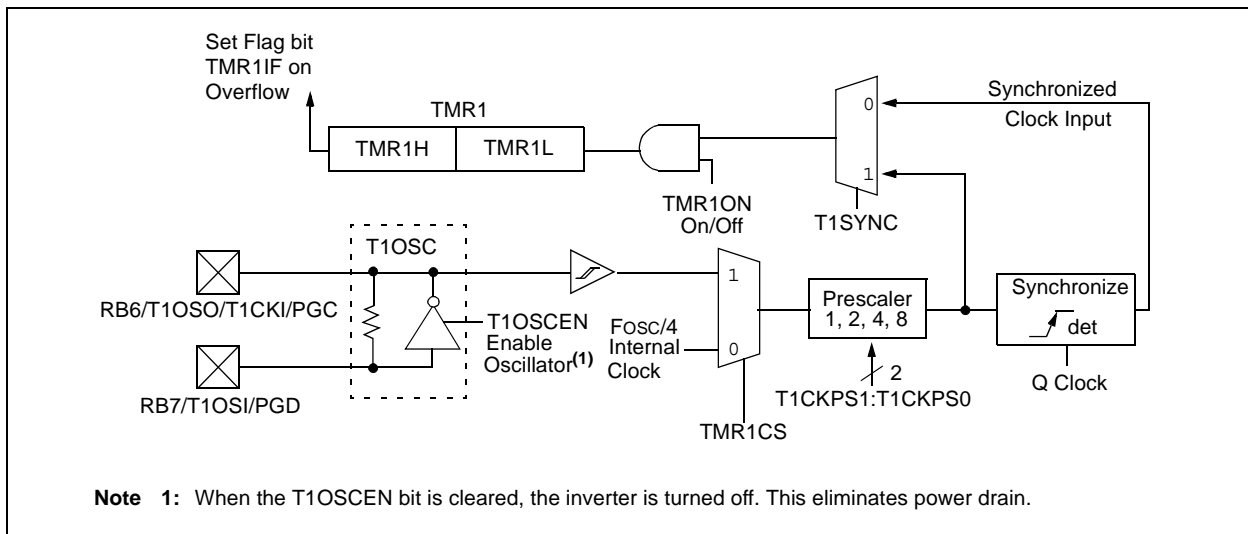 Set Flag bit
TMR1IF on
Overflow
TMR1
TMR1H
TMR1L
TMR1ON
On/Off
0
1
T1SYNC
Synchronized
Clock Input
T1OSC
RB6/T1OSO/T1CKI/PGC
RB7/T1OSI/PGD
T1OSCEN
Enable
Oscillator(1)
FOSC/4
Internal
Clock
1
0
TMR1CS
Prescaler
1, 2, 4, 8
2
T1CKPS1:T1CKPS0
Synchronize
det
Q Clock
Note 1: When the T1OSCEN bit is cleared, the inverter is turned off. This eliminates power drain.